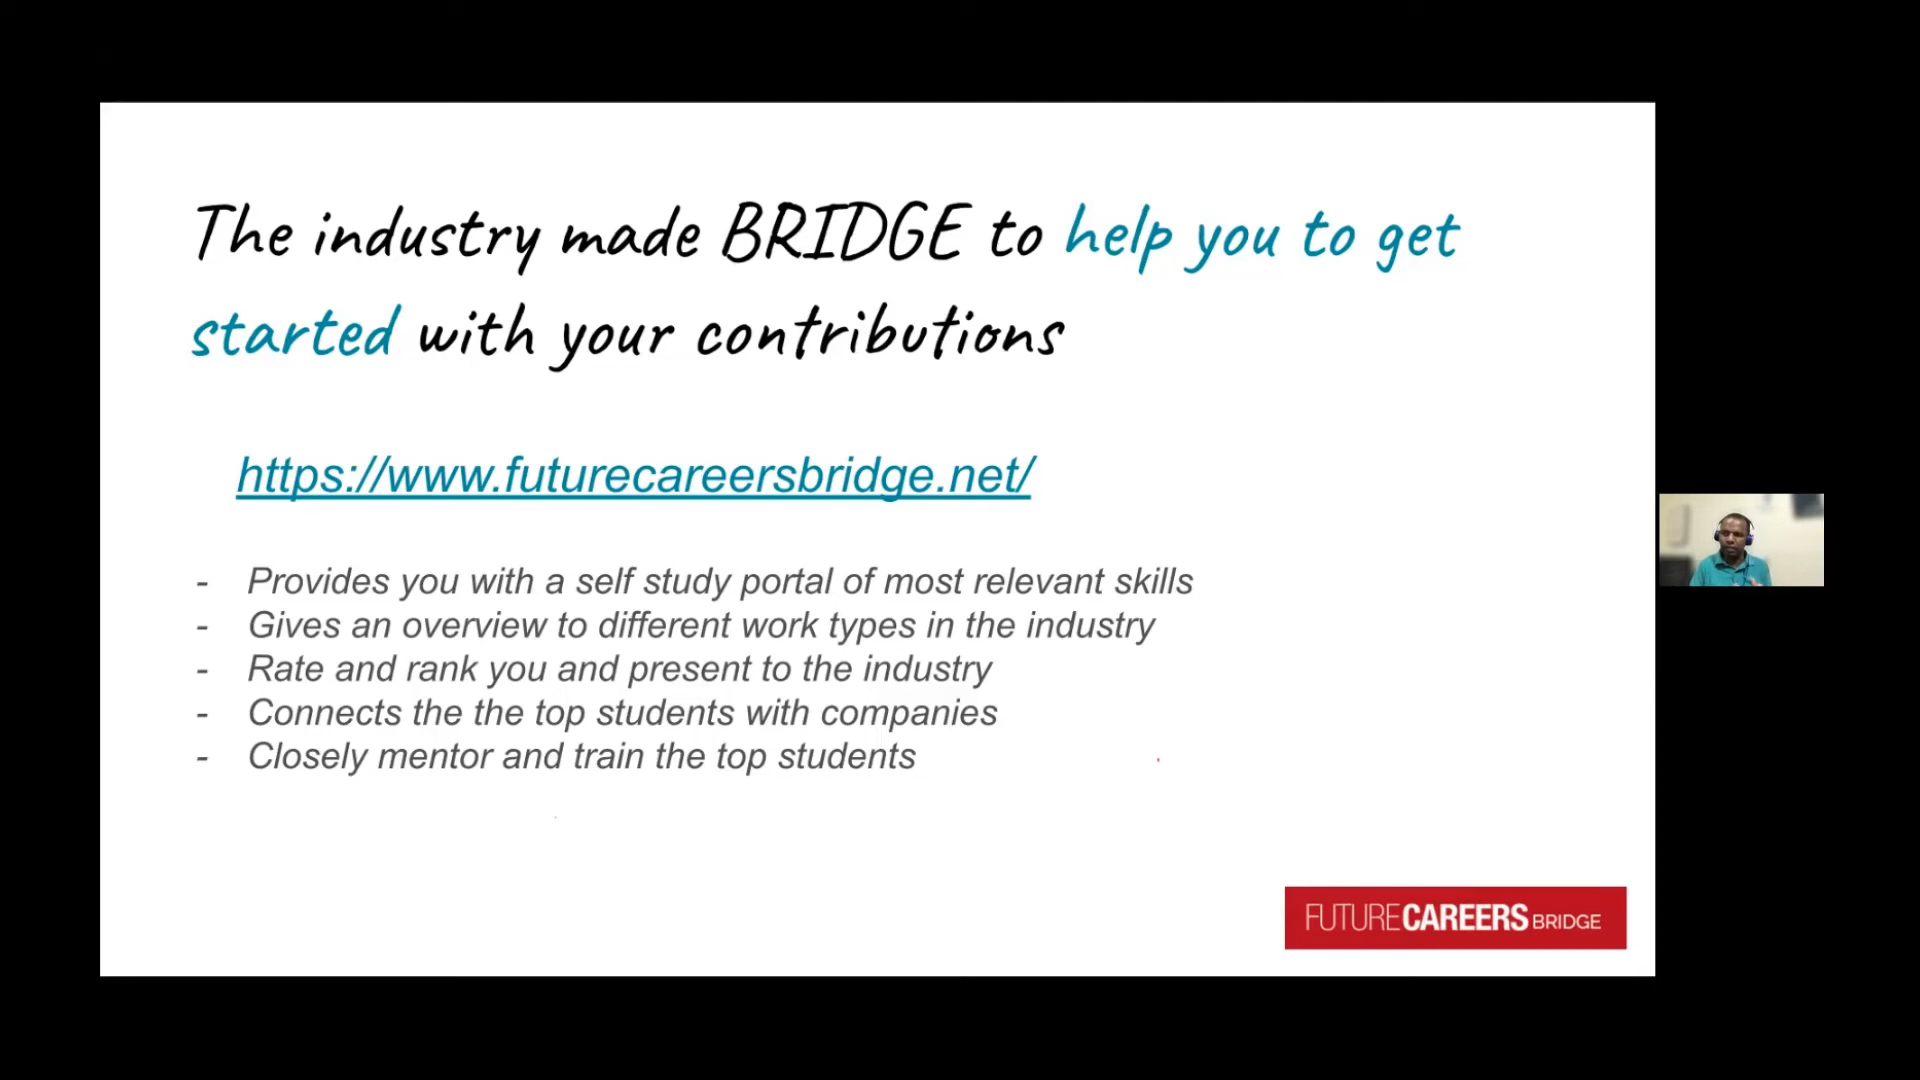 The industry made BRIDGE to help you to get
started with your contributions
https://www.futurecareersbridge.net/
- Provides you with a self study portal of most relevant skills
- Gives an overview to different work types in the industry
- Rate and rank you and present to the industry
- Connects the the top students with companies
- Closely mentor and train the top students
FUTURECAREERS BRIDGE